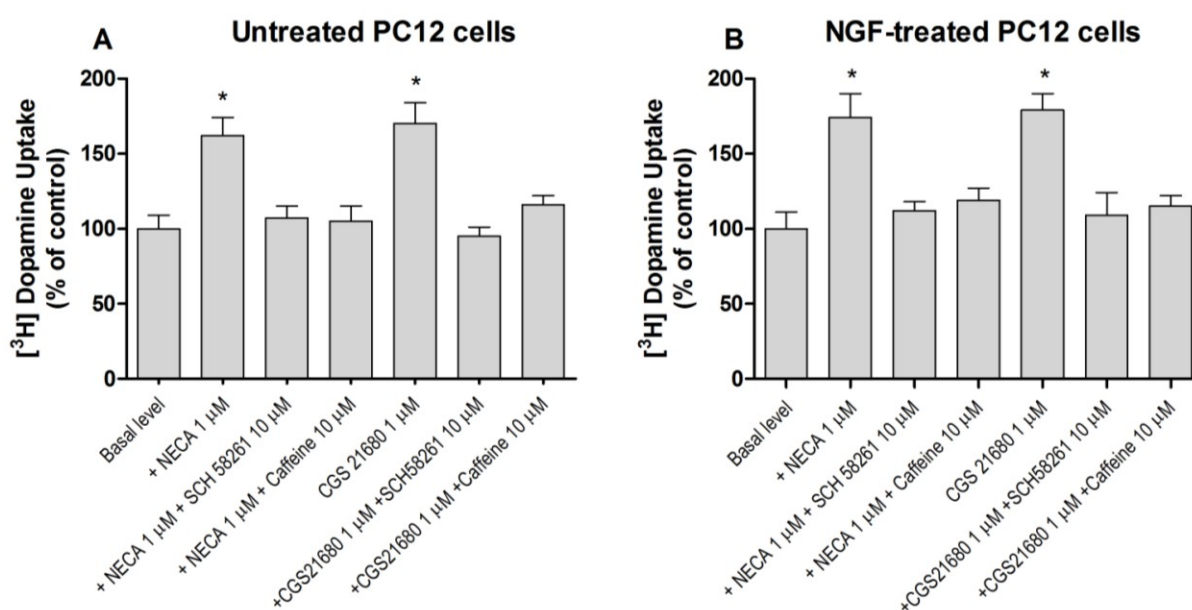 A
Untreated PC12 cells
[³H] Dopamine Uptake
(% of control)
200
150
100
50
0
*
*
Basal level
+ NECA 1 µM
+ NECA 1 µM + SCH 58261 10 µM
+ NECA 1 µM + Caffeine 10 µM
CGS 21680 1 µM
+CGS21680 1 µM +SCH58261 10 µM
+CGS21680 1 µM +Caffeine 10 µM
B
NGF-treated PC12 cells
[³H] Dopamine Uptake
(% of control)
200
150
100
50
0
*
*
Basal level
+ NECA 1 µM
+ NECA 1 µM + SCH 58261 10 µM
+ NECA 1 µM + Caffeine 10 µM
CGS 21680 1 µM
+CGS21680 1 µM +SCH58261 10 µM
+CGS21680 1 µM +Caffeine 10 µM